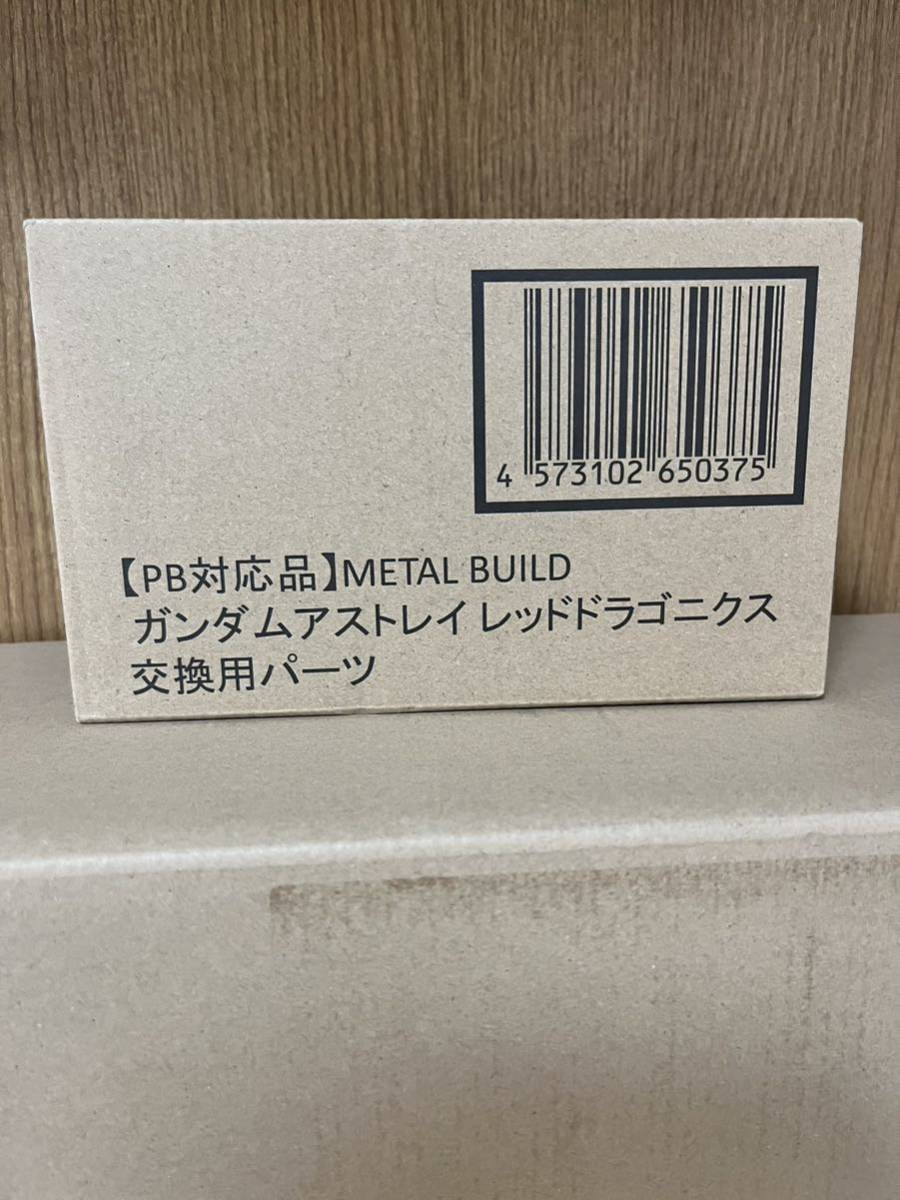 4 573102 650375
【PB対応品】METAL BUILD
ガンダムアストレイ レッドドラゴニクス
交換用パーツ